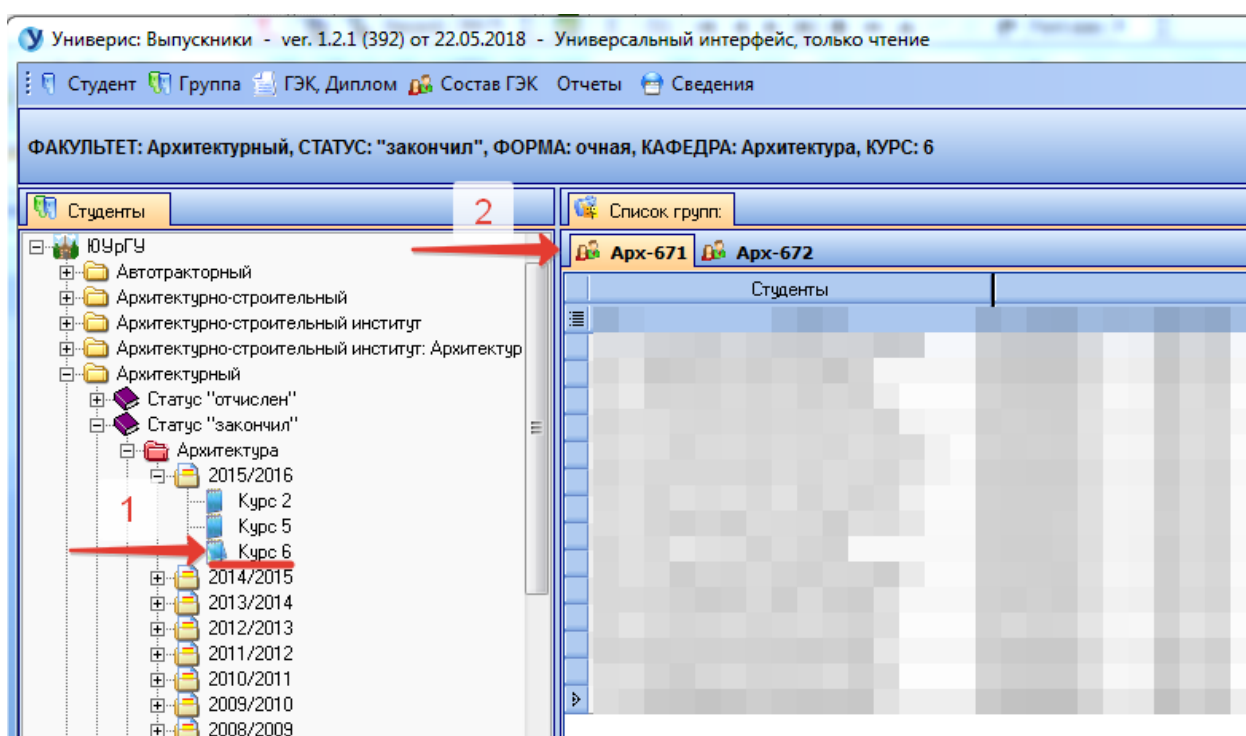 Универис: Выпускники - ver. 1.2.1 (392) от 22.05.2018 - Универсальный интерфейс, только чтение
Студент Группа ГЭК, Диплом Состав ГЭК Отчеты Сведения
ФАКУЛЬТЕТ: Архитектурный, СТАТУС: "закончил", ФОРМА: очная, КАФЕДРА: Архитектура, КУРС: 6
Студенты
2
Список групп:
ЮУрГУ
Арх-671 Арх-672
Автотракторный
Студенты
Архитектурно-строительный
Архитектурно-строительный институт
Архитектурно-строительный институт: Архитектур
Архитектурный
Статус "отчислен"
Статус "закончил"
Архитектура
2015/2016
1
Курс 2
Курс 5
Курс 6
2014/2015
2013/2014
2012/2013
2011/2012
2010/2011
2009/2010
2008/2009